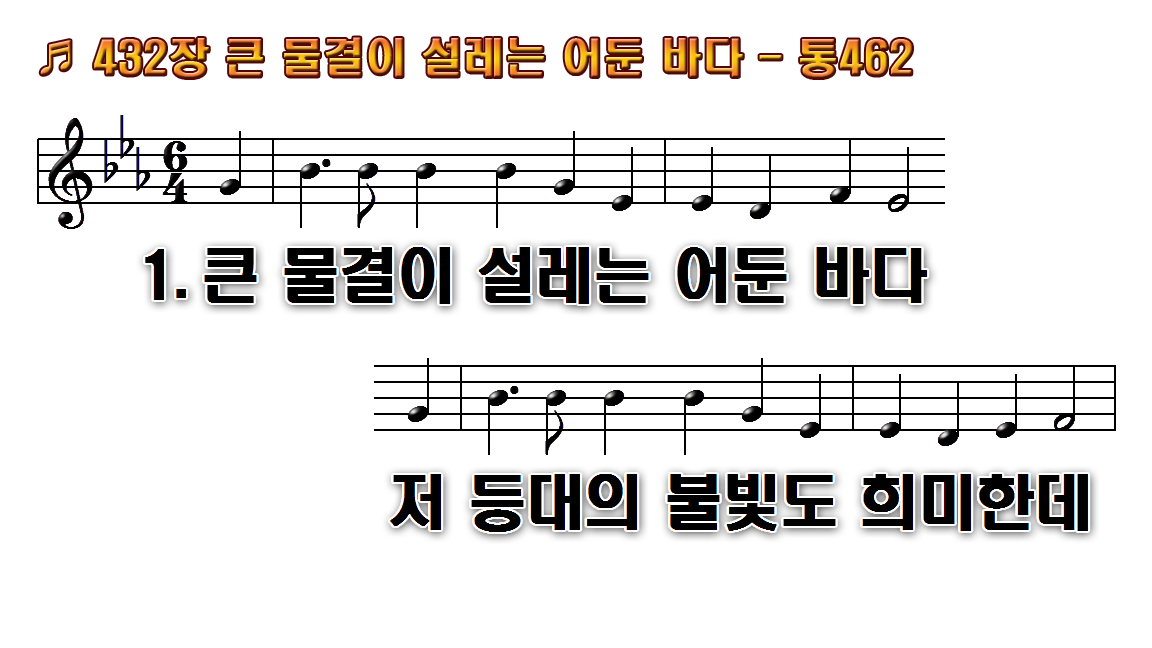 ♬ 432장 큰 물결이 설레는 어둔 바다 - 통462
6
4
1. 큰 물결이 설레는 어둔 바다
저 등대의 불빛도 희미한데